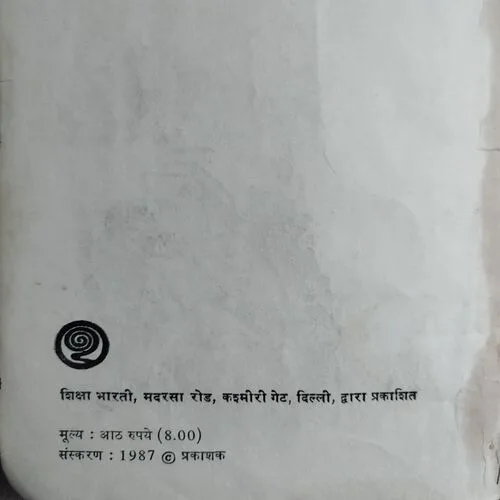 शिक्षा भारती, मदरसा रोड, कश्मीरी गेट, दिल्ली, द्वारा प्रकाशित
मूल्य : आठ रुपये (8.00)
संस्करण : 1987 © प्रकाशक